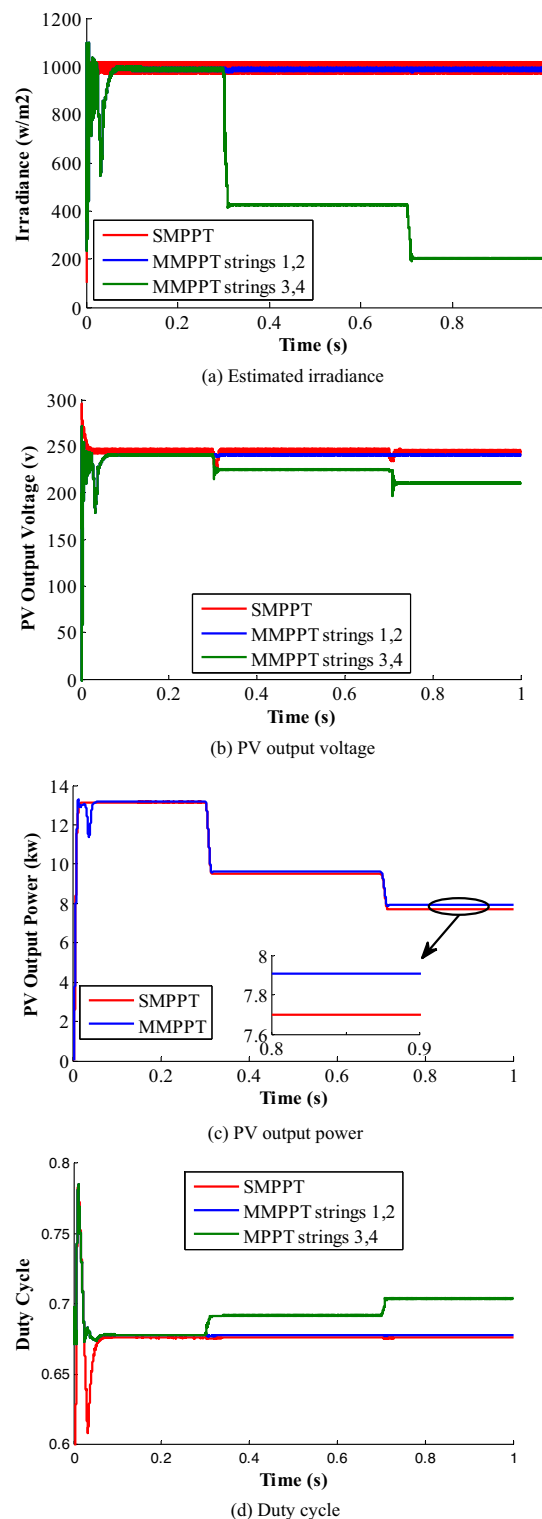 1200
1000
800
600
400
200
0
Irradiance (w/m2)
SMPPT
MMPPT strings 1,2
MMPPT strings 3,4
0 0.2 0.4 0.6 0.8
Time (s)
(a) Estimated irradiance
300
250
200
150
100
50
0
PV Output Voltage (v)
SMPPT
MMPPT strings 1,2
MMPPT strings 3,4
0 0.2 0.4 0.6 0.8 1
Time (s)
(b) PV output voltage
14
12
10
8
6
4
2
0
PV Output Power (kw)
SMPPT
MMPPT
8
7.8
7.6
0.8 0.9
0 0.2 0.4 0.6 0.8 1
Time (s)
(c) PV output power
0.8
0.75
0.7
0.65
0.6
Duty Cycle
SMPPT
MMPPT strings 1,2
MPPT strings 3,4
0 0.2 0.4 0.6 0.8 1
Time (s)
(d) Duty cycle